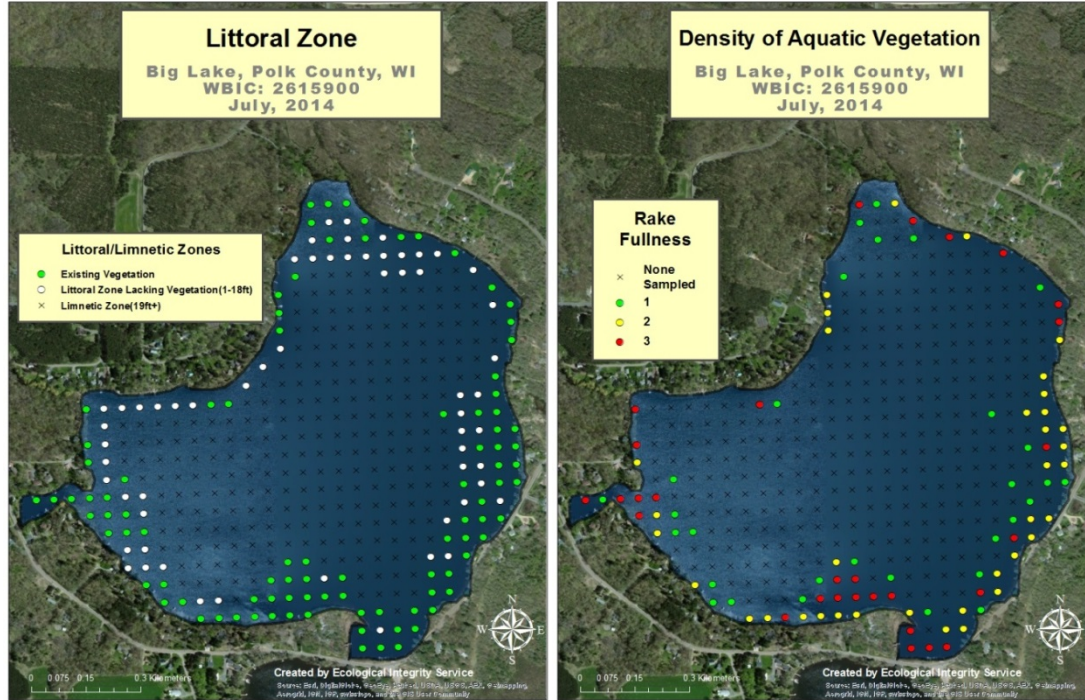 Littoral Zone
Big Lake, Polk County, WI
WBIC: 2615900
July, 2014
Littoral/Limnetic Zones
Existing Vegetation
Littoral Zone Lacking Vegetation(1-18ft)
Limnetic Zone(19ft+)
N
W E
S
0 0.075 0.15 0.3 Kilometers
Created by Ecological Integrity Service
Density of Aquatic Vegetation
Big Lake, Polk County, WI
WBIC: 2615900
July, 2014
Rake
Fullness
None
Sampled
1
2
3
N
W E
S
0 0.075 0.15 0.3 Kilometers
Created by Ecological Integrity Service